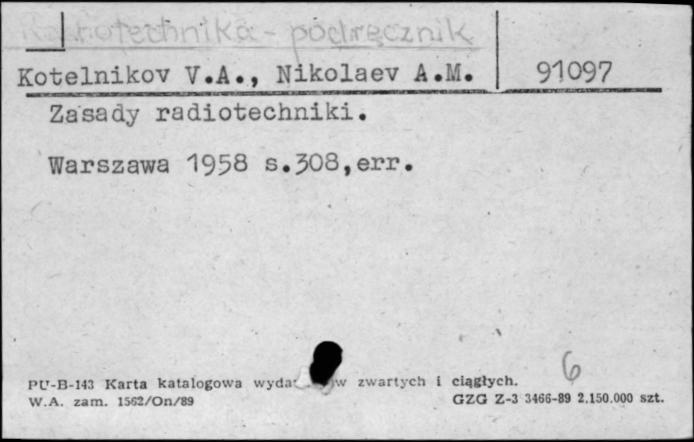 Radiotechnika - podręcznik
Kotelnikov V.A., Nikolaev A.M. 91097
Zasady radiotechniki.
Warszawa 1958 s.308,err.
6
PU-B-143 Karta katalogowa wyda w zwartych i ciągłych.
W.A. zam. 1562/On/89 GZG Z-3 3466-89 2.150.000 szt.